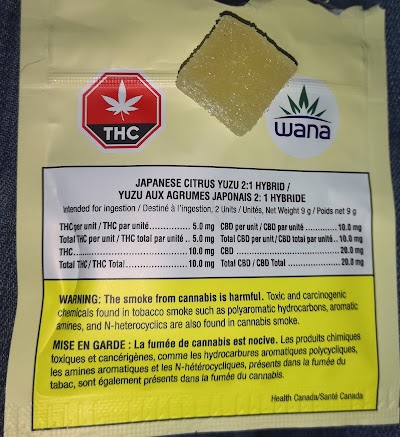 THC
wana
JAPANESE CITRUS YUZU 2:1 HYBRID /
YUZU AUX AGRUMES JAPONAIS 2: 1 HYBRIDE
Intended for ingestion / Destiné à l'ingestion, 2 Units / Unités, Net Weight 9 g / Poids net 9 g
THC per unit / THC par unité .............. 5.0 mg CBD per unit / CBD par unité ............ 10.0 mg
Total THC per unit / THC total par unité .. 5.0 mg Total CBD per unit/ CBD total par unité .. 10.0 mg
THC .................. 10.0 mg CBD .................. 20.0 mg
Total THC/ THC Total .................. 10.0 mg Total CBD / CBD Total .................. 20.0 mg
WARNING: The smoke from cannabis is harmful. Toxic and carcinogenic
chemicals found in tobacco smoke such as polyaromatic hydrocarbons, aromatic
amines, and N-heterocyclics are also found in cannabis smoke.
MISE EN GARDE : La fumée de cannabis est nocive. Les produits chimiques
toxiques et cancérigènes, comme les hydrocarbures aromatiques polycycliques,
les amines aromatiques et les N-hétérocycliques, présents dans la fumée du
tabac, sont également présents dans la fumée du cannabis.
Health Canada/Santé Canada